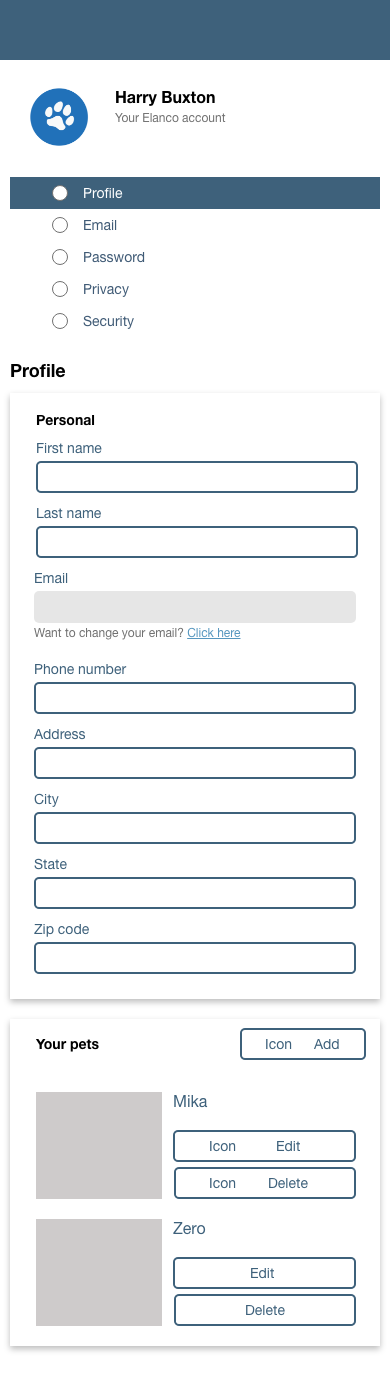 Harry Buxton
Your Elanco account
Profile
Email
Password
Privacy
Security
Profile
Personal
First name
Last name
Email
Want to change your email? Click here
Phone number
Address
City
State
Zip code
Your pets
Icon Add
Mika
Icon Edit
Icon Delete
Zero
Edit
Delete